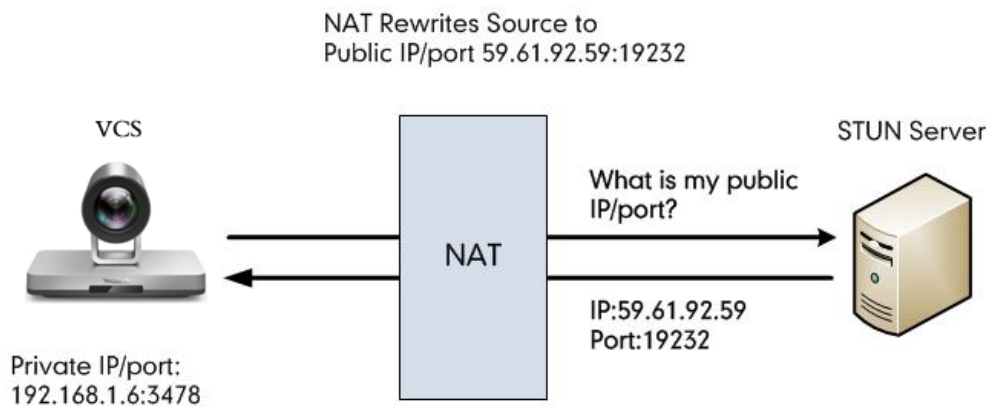 NAT Rewrites Source to
Public IP/port 59.61.92.59:19232
VCS
STUN Server
What is my public
IP/port?
NAT
IP:59.61.92.59
Port:19232
Private IP/port:
192.168.1.6:3478